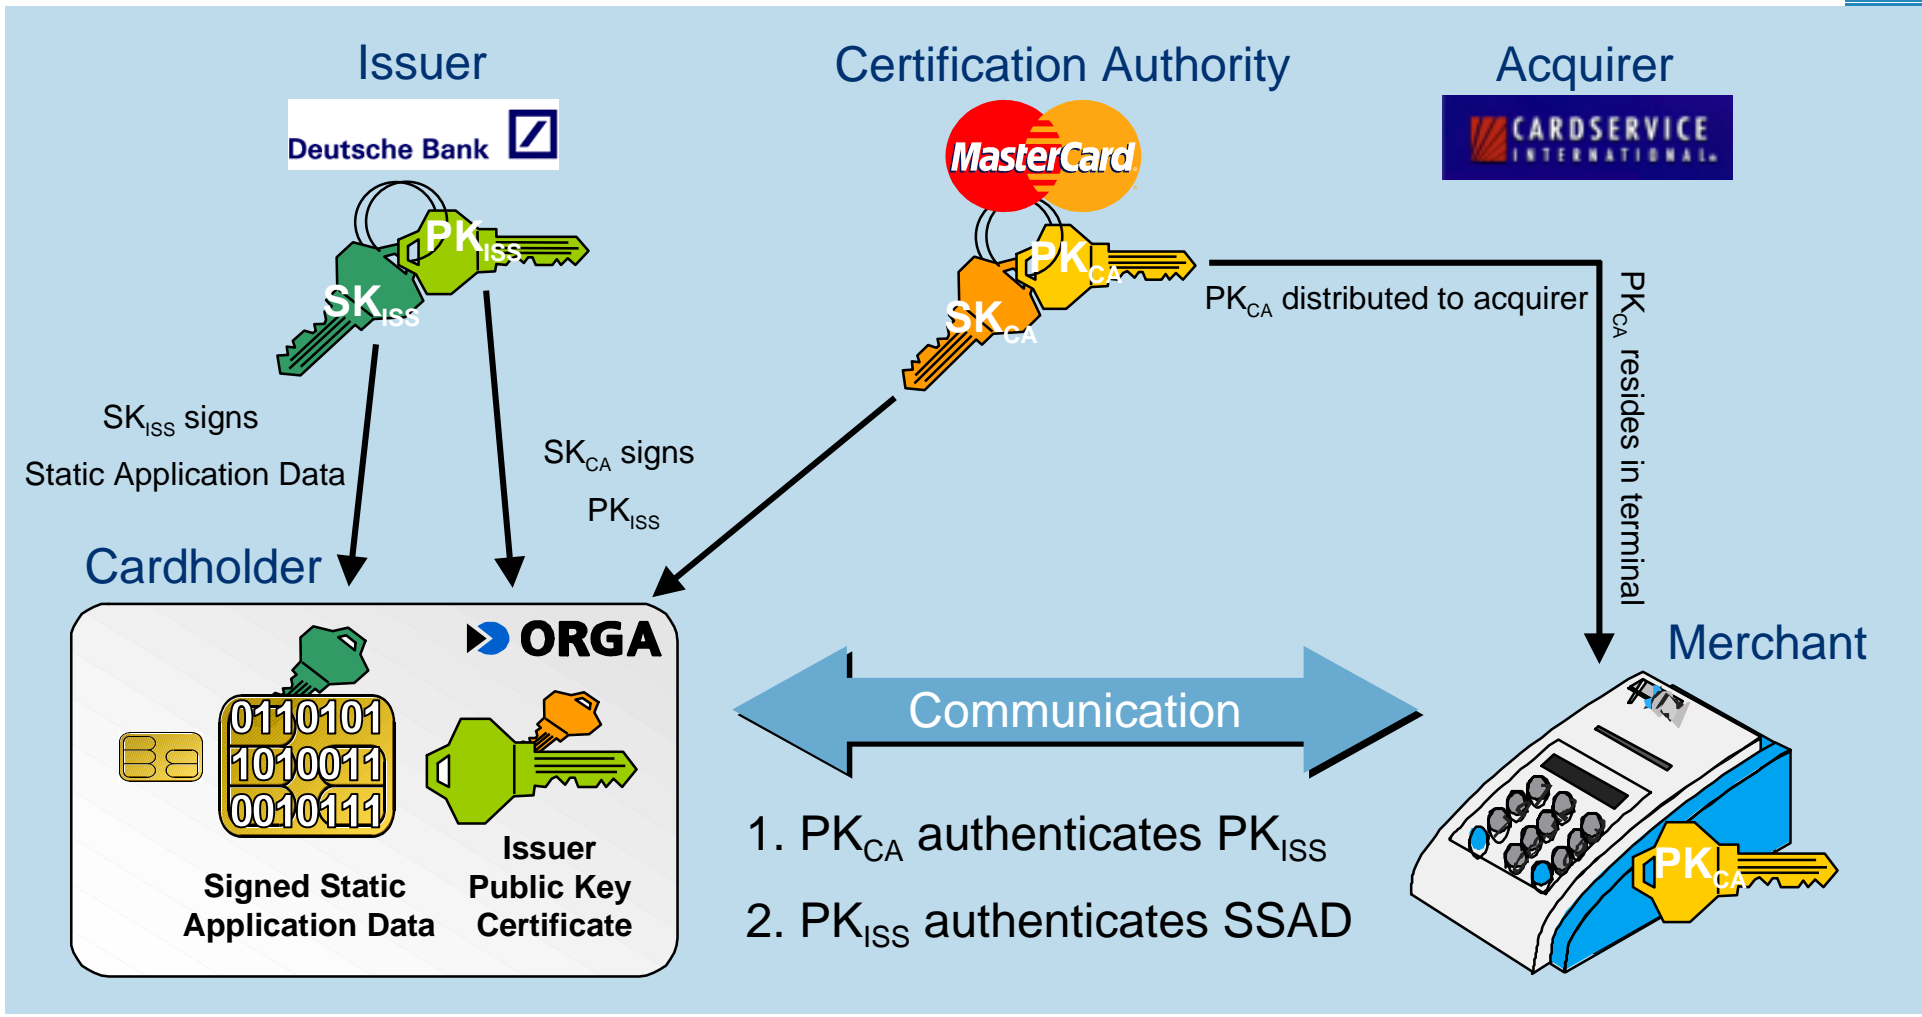 Issuer
Certification Authority
Acquirer
Deutsche Bank
MasterCard
CARDSERVICE
INTERNATIONAL
PKISS
SKISS
PKCA
SKCA
PKCA distributed to acquirer
PKCA resides in terminal
SKISS signs
Static Application Data
SKCA signs
PKISS
Cardholder
ORGA
0110101
1010011
0010111
Signed Static
Application Data
Issuer
Public Key
Certificate
Communication
1. PKCA authenticates PKISS
2. PKISS authenticates SSAD
Merchant
PKCA